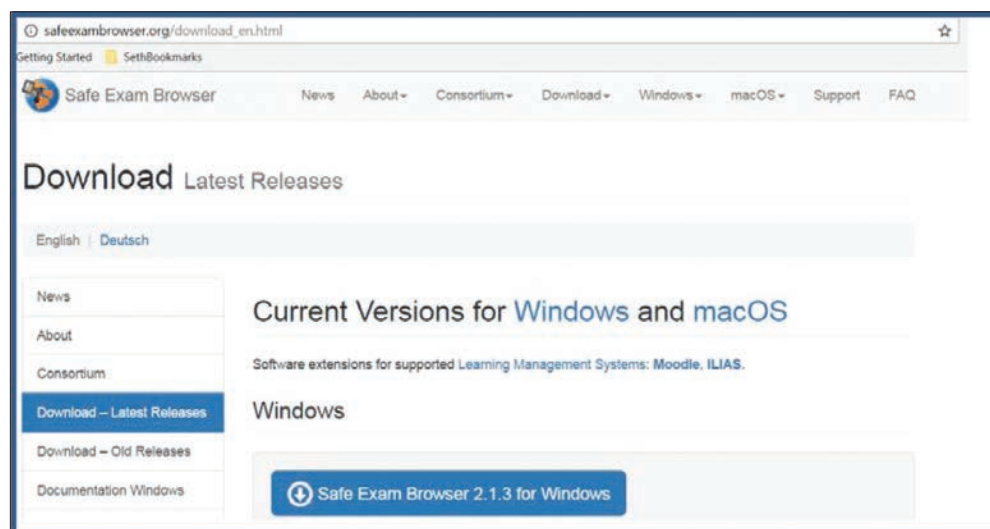 safeexambrowser.org/download_en.html
Getting Started SethBookmarks
Safe Exam Browser News About Consortium Download Windows macOS Support FAQ
Download Latest Releases
English | Deutsch
News
About
Consortium
Download – Latest Releases
Download – Old Releases
Documentation Windows
Current Versions for Windows and macOS
Software extensions for supported Learning Management Systems: Moodle, ILIAS.
Windows
Safe Exam Browser 2.1.3 for Windows